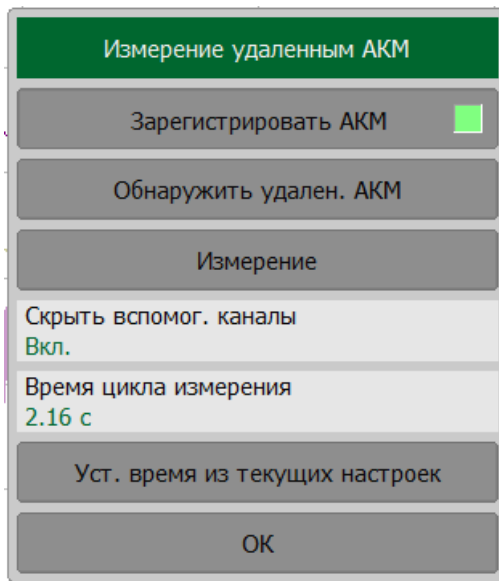 Измерение удаленным АКМ
Зарегистрировать АКМ
Обнаружить удален. АКМ
Измерение
Скрыть вспомог. каналы
Вкл.
Время цикла измерения
2.16 с
Уст. время из текущих настроек
ОК